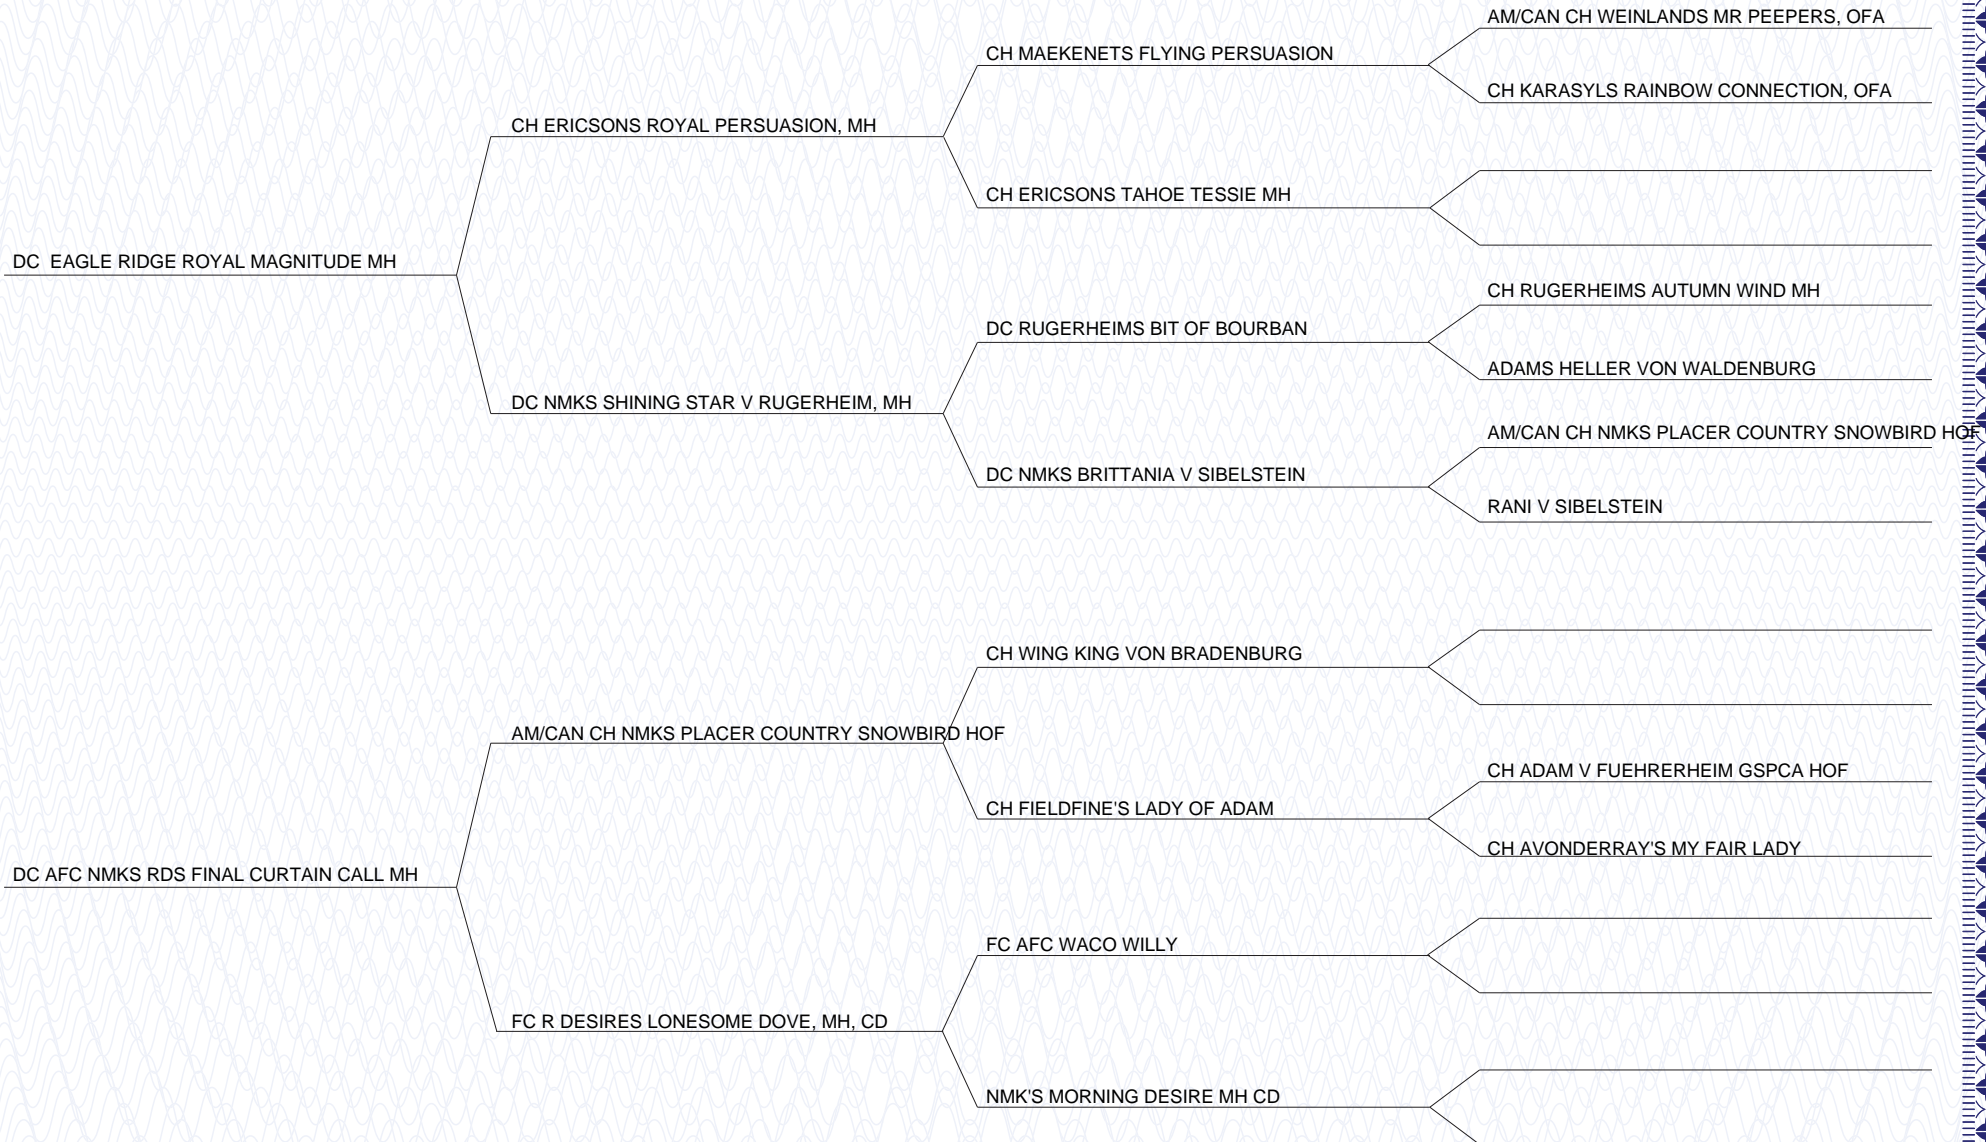 AM/CAN CH WEINLANDS MR PEEPERS, OFA
CH MAEKENETS FLYING PERSUASION
CH KARASYLS RAINBOW CONNECTION, OFA
CH ERICSONS ROYAL PERSUASION, MH
CH ERICSONS TAHOE TESSIE MH
DC  EAGLE RIDGE ROYAL MAGNITUDE MH
CH RUGERHEIMS AUTUMN WIND MH
DC RUGERHEIMS BIT OF BOURBAN
ADAMS HELLER VON WALDENBURG
DC NMKS SHINING STAR V RUGERHEIM, MH
AM/CAN CH NMKS PLACER COUNTRY SNOWBIRD HOF
DC NMKS BRITTANIA V SIBELSTEIN
RANI V SIBELSTEIN
CH WING KING VON BRADENBURG
AM/CAN CH NMKS PLACER COUNTRY SNOWBIRD HOF
CH ADAM V FUEHRERHEIM GSPCA HOF
CH FIELDFINE'S LADY OF ADAM
CH AVONDERRAY'S MY FAIR LADY
DC AFC NMKS RDS FINAL CURTAIN CALL MH
FC AFC WACO WILLY
FC R DESIRES LONESOME DOVE, MH, CD
NMK'S MORNING DESIRE MH CD